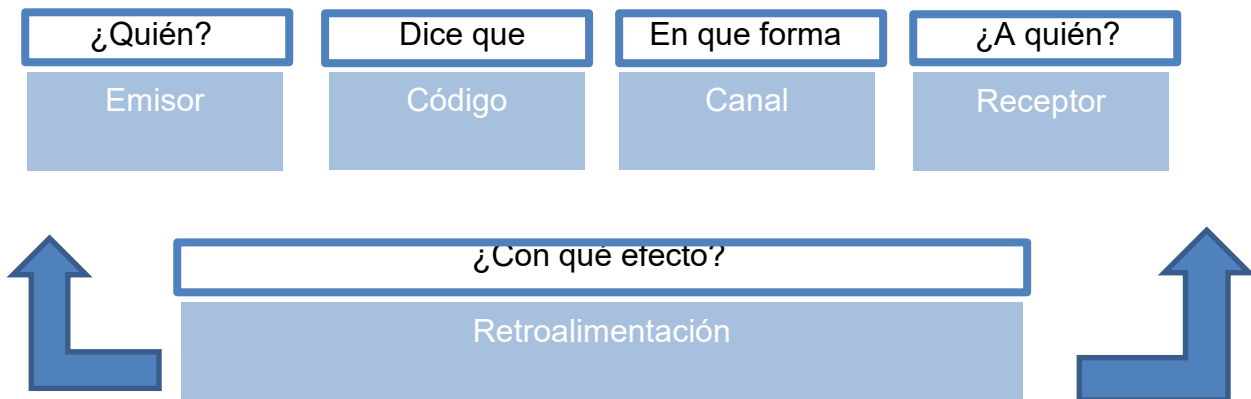 ¿Quién?
Dice que
En que forma
¿A quién?
Emisor
Código
Canal
Receptor
¿Con qué efecto?
Retroalimentación